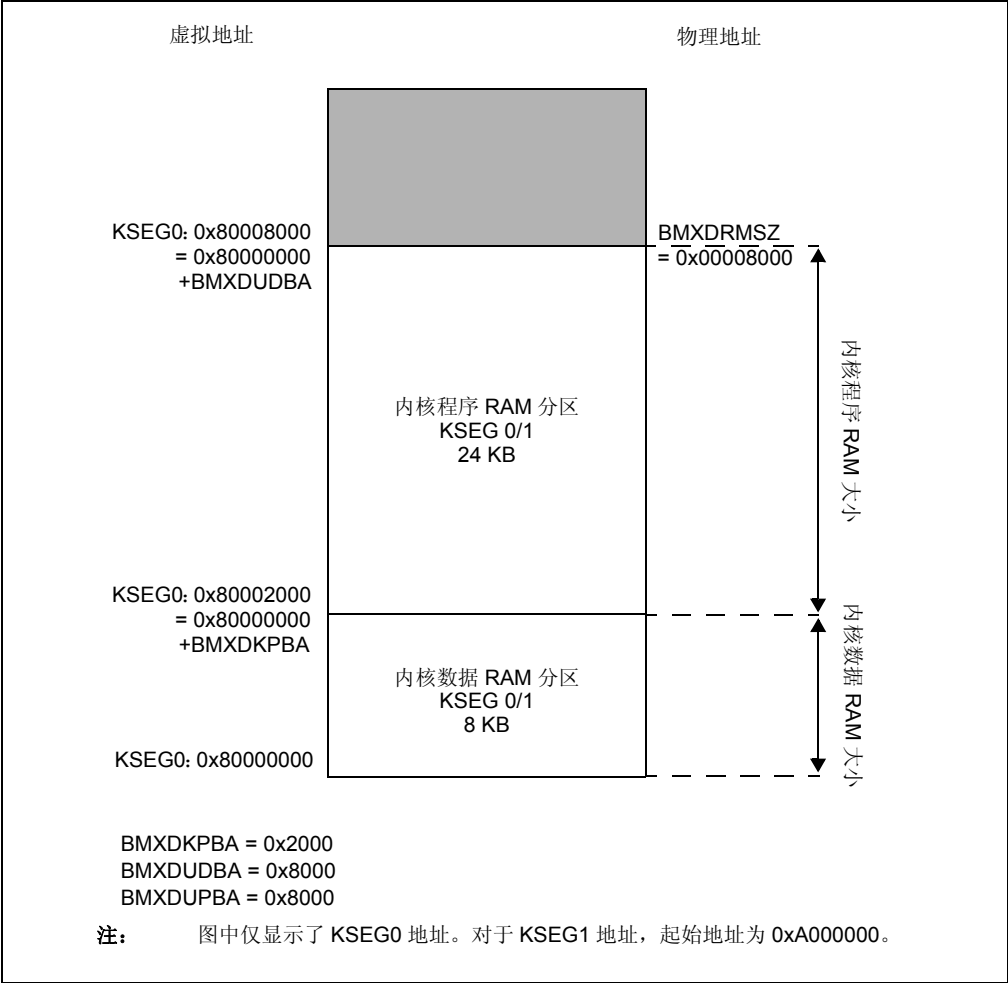 虚拟地址
物理地址
KSEG0: 0x80008000
= 0x80000000
+BMXDUDBA
BMXDRMSZ
= 0x00008000
内核程序 RAM 分区
KSEG 0/1
24 KB
内核程序 RAM 大小
KSEG0: 0x80002000
= 0x80000000
+BMXDKPBA
内核数据 RAM 分区
KSEG 0/1
8 KB
内核数据 RAM 大小
KSEG0: 0x80000000
BMXDKPBA = 0x2000
BMXDUDBA = 0x8000
BMXDUPBA = 0x8000
注: 图中仅显示了 KSEG0 地址。对于 KSEG1 地址，起始地址为 0xA000000。